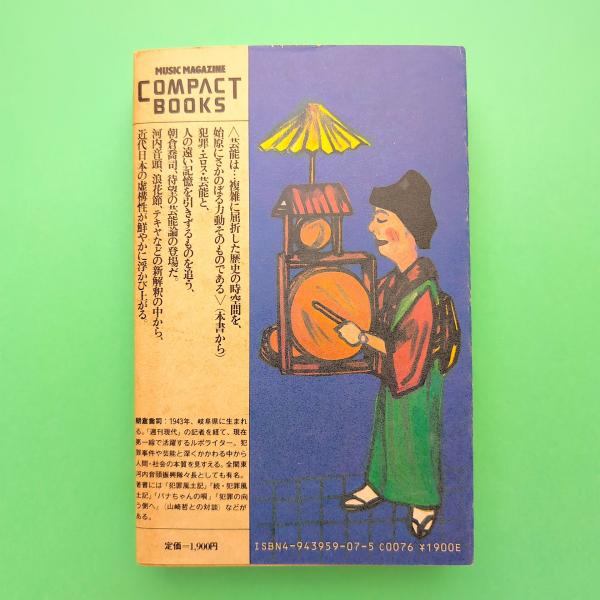 MUSIC MAGAZINE
COMPACT
BOOKS
〈芸能は…複雑に屈折した歴史の時空間を、
始原にさかのぼる力動そのものである〉(本書から)
犯罪・エロス・芸能と、
人の遠い記憶を引きずるものを追う、
朝倉喬司、待望の芸能論の登場だ。
河内音頭、浪花節、テキヤなどの新解釈の中から、
近代日本の虚構性が鮮やかに浮かび上がる。
朝倉喬司：1943年、岐阜県に生まれ
る。「週刊現代」の記者を経て、現在
第一線で活躍するルポライター。犯
罪事件や芸能と深くかかわる中から
人間・社会の本質を見すえる。全関東
河内音頭振興隊々長としても有名。
著書には「犯罪風土記」「続・犯罪風
土記」「バナちゃんの唄」「犯罪の向
う側へ」（山崎哲との対談）などが
ある。
定価=1,900円
ISBN4-943959-07-5 C0076 ¥1900E